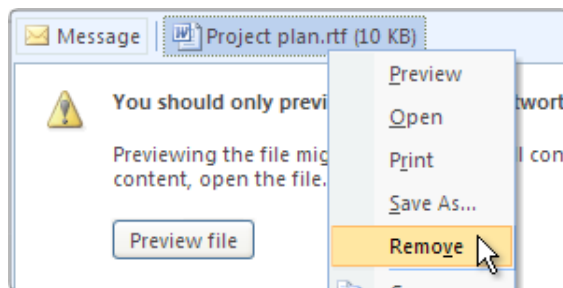 Message
Project plan.rtf (10 KB)
You should only previ
twort
Previewing the file mig
l con
content, open the file.
Preview file
Preview
Open
Print
Save As...
Remove